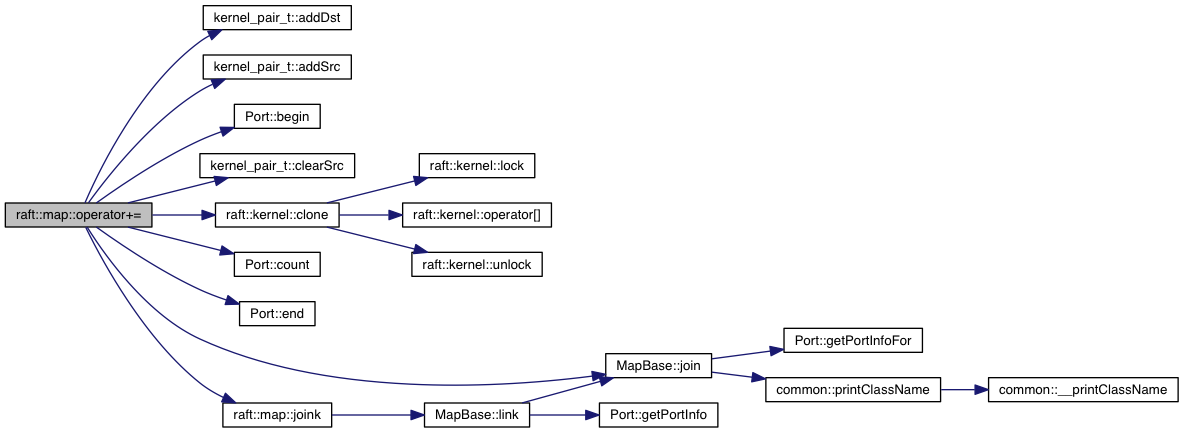 kernel_pair_t::addDst
kernel_pair_t::addSrc
Port::begin
kernel_pair_t::clearSrc
raft::kernel::lock
raft::map::operator+=
raft::kernel::clone
raft::kernel::operator[]
Port::count
raft::kernel::unlock
Port::end
Port::getPortInfoFor
MapBase::join
common::printClassName
common::__printClassName
raft::map::joink
MapBase::link
Port::getPortInfo